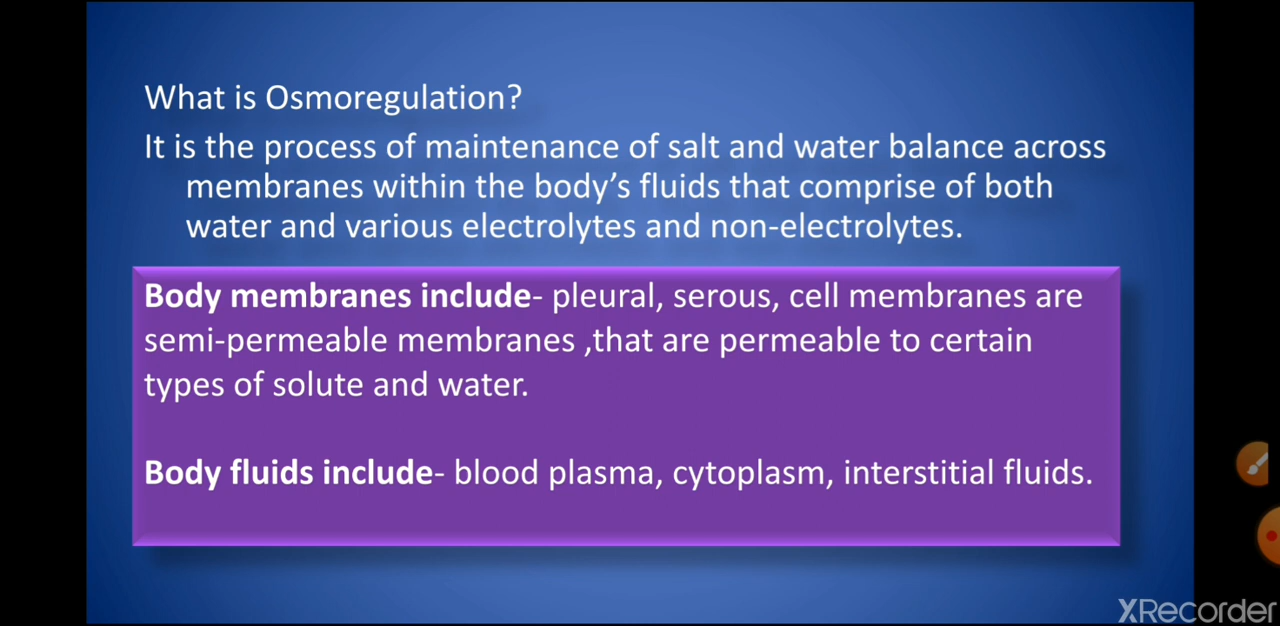 What is Osmoregulation?
It is the process of maintenance of salt and water balance across
membranes within the body’s fluids that comprise of both
water and various electrolytes and non-electrolytes.
Body membranes include- pleural, serous, cell membranes are
semi-permeable membranes ,that are permeable to certain
types of solute and water.
Body fluids include- blood plasma, cytoplasm, interstitial fluids.
XRecorder